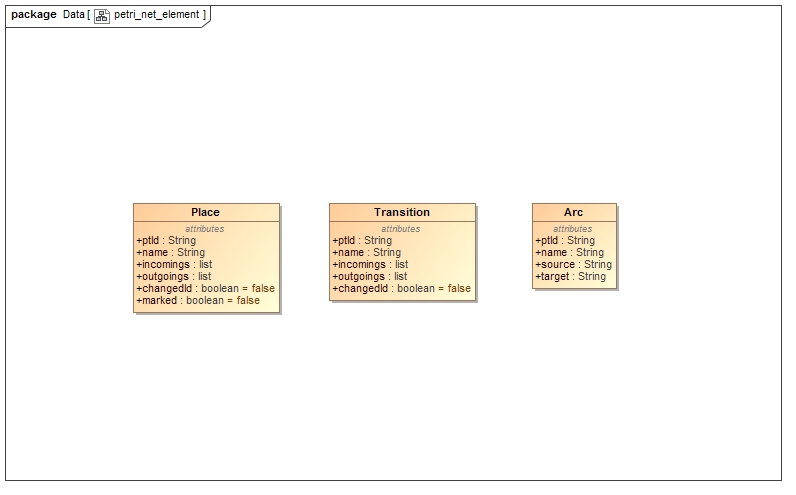 package Data [ petri_net_element ]
Place
attributes
+ptId : String
+name : String
+incomings : list
+outgoings : list
+changedId : boolean = false
+marked : boolean = false
Transition
attributes
+ptId : String
+name : String
+incomings : list
+outgoings : list
+changedId : boolean = false
Arc
attributes
+ptId : String
+name : String
+source : String
+target : String